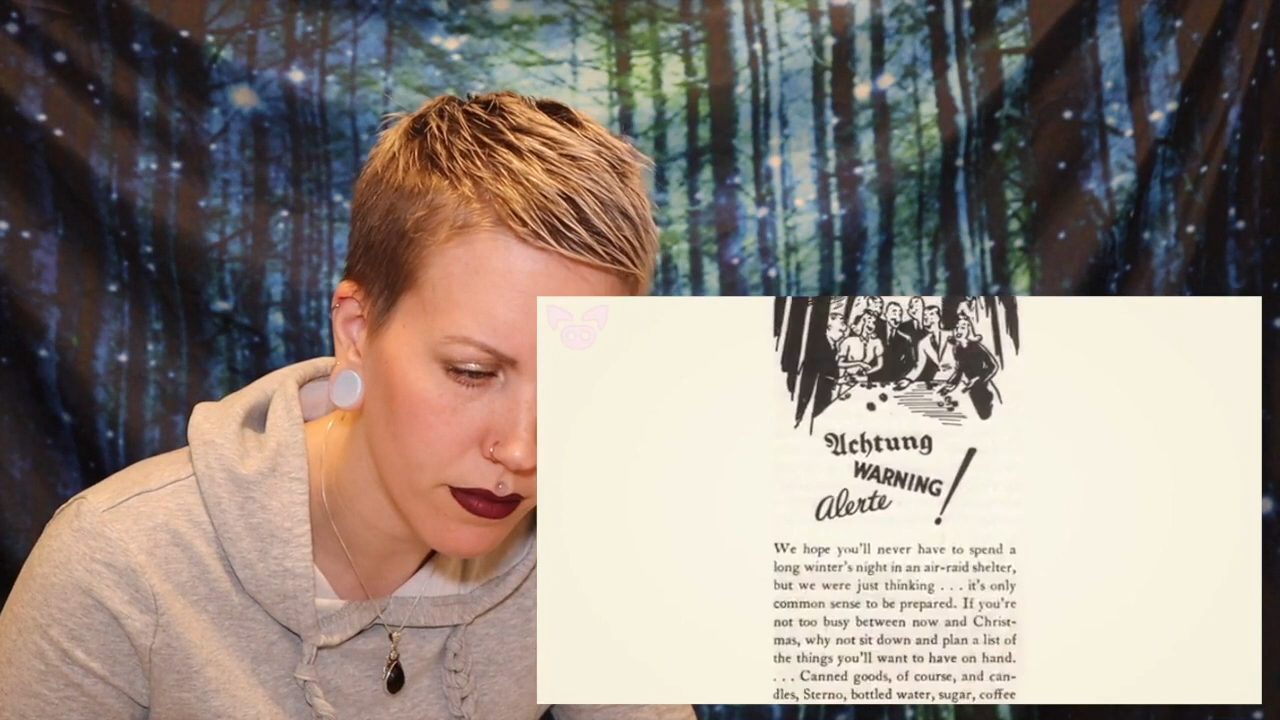 Achtung
WARNING!
Alerte
We hope you'll never have to spend a
long winter's night in an air-raid shelter,
but we were just thinking . . . it's only
common sense to be prepared. If you're
not too busy between now and Christ-
mas, why not sit down and plan a list of
the things you'll want to have on hand.
. . . Canned goods, of course, and can-
dles, Sterno, bottled water, sugar, coffee